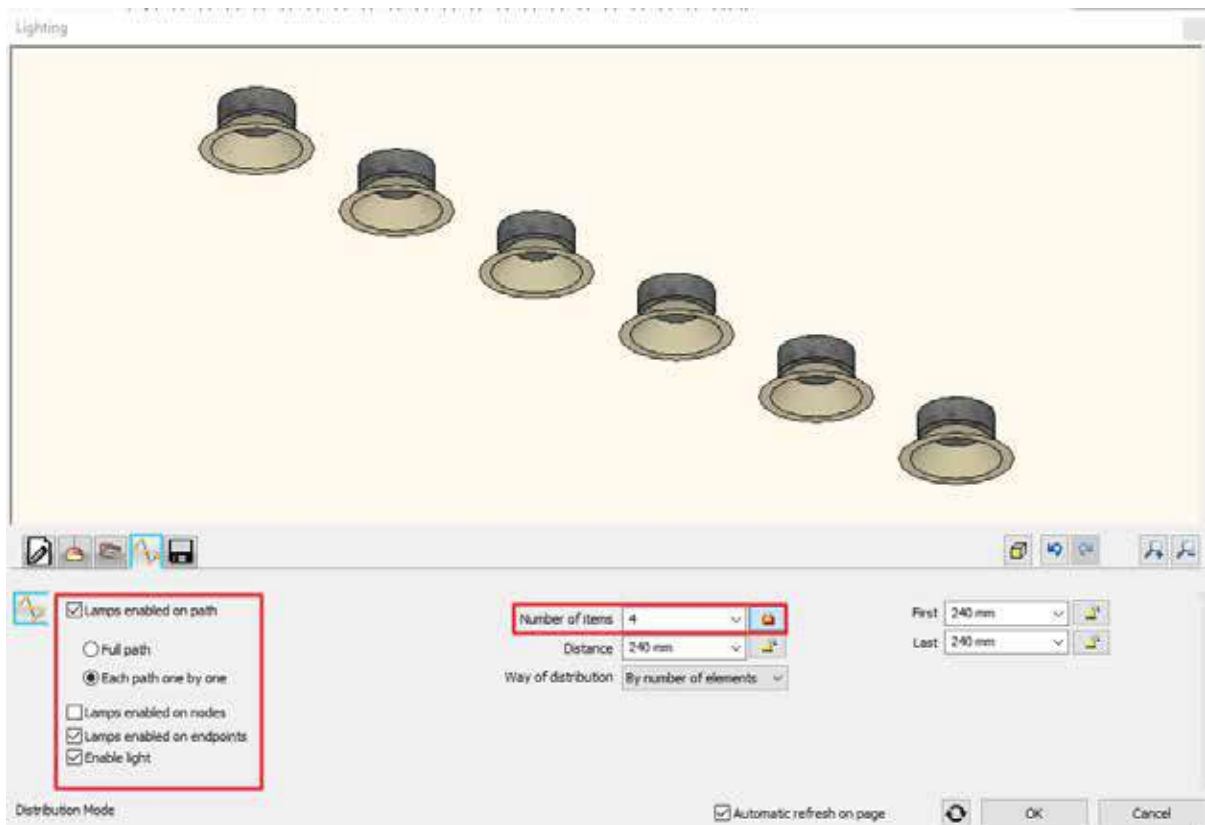 Lighting
Lamps enabled on path
Full path
Each path one by one
Lamps enabled on nodes
Lamps enabled on endpoints
Enable light
Number of items 4
Distance 240 mm
Way of distribution By number of elements
First 240 mm
Last 240 mm
Distribution Mode
Automatic refresh on page
OK
Cancel